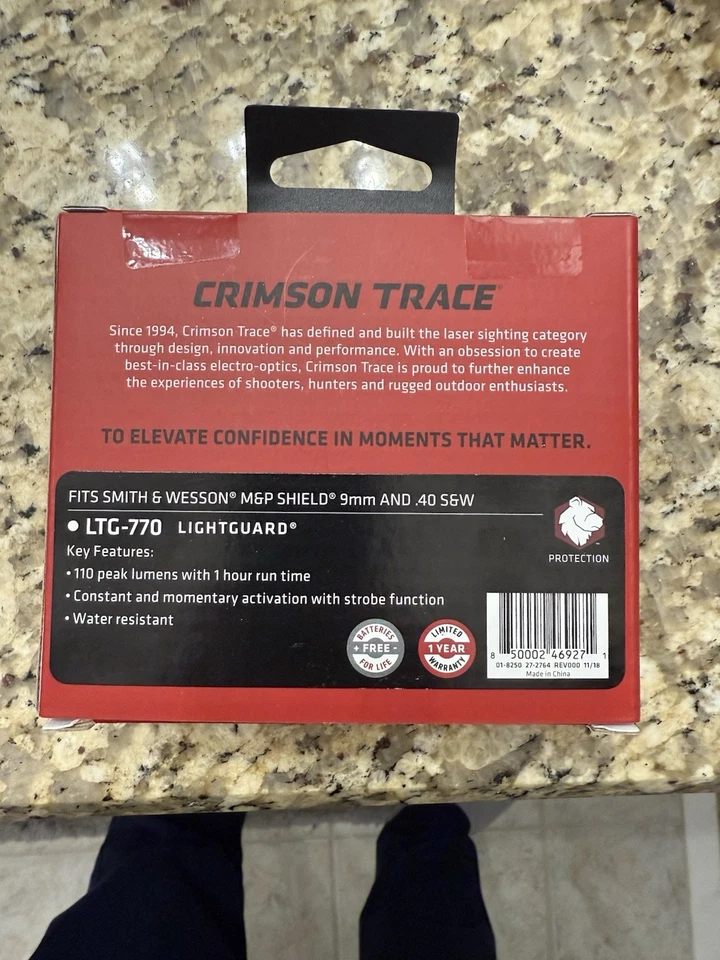 CRIMSON TRACE®
Since 1994, Crimson Trace® has defined and built the laser sighting category
through design, innovation and performance. With an obsession to create
best-in-class electro-optics, Crimson Trace is proud to further enhance
the experiences of shooters, hunters and rugged outdoor enthusiasts.
TO ELEVATE CONFIDENCE IN MOMENTS THAT MATTER.
FITS SMITH & WESSON® M&P SHIELD® 9mm AND .40 S&W
• LTG-770 LIGHTGUARD®
Key Features:
• 110 peak lumens with 1 hour run time
• Constant and momentary activation with strobe function
• Water resistant
PROTECTION
BATTERIES
+ FREE -
FOR LIFE
LIMITED
1 YEAR
WARRANTY
8 50002 46927 1
01-8250 27-2764 REV000 11/18
Made in China